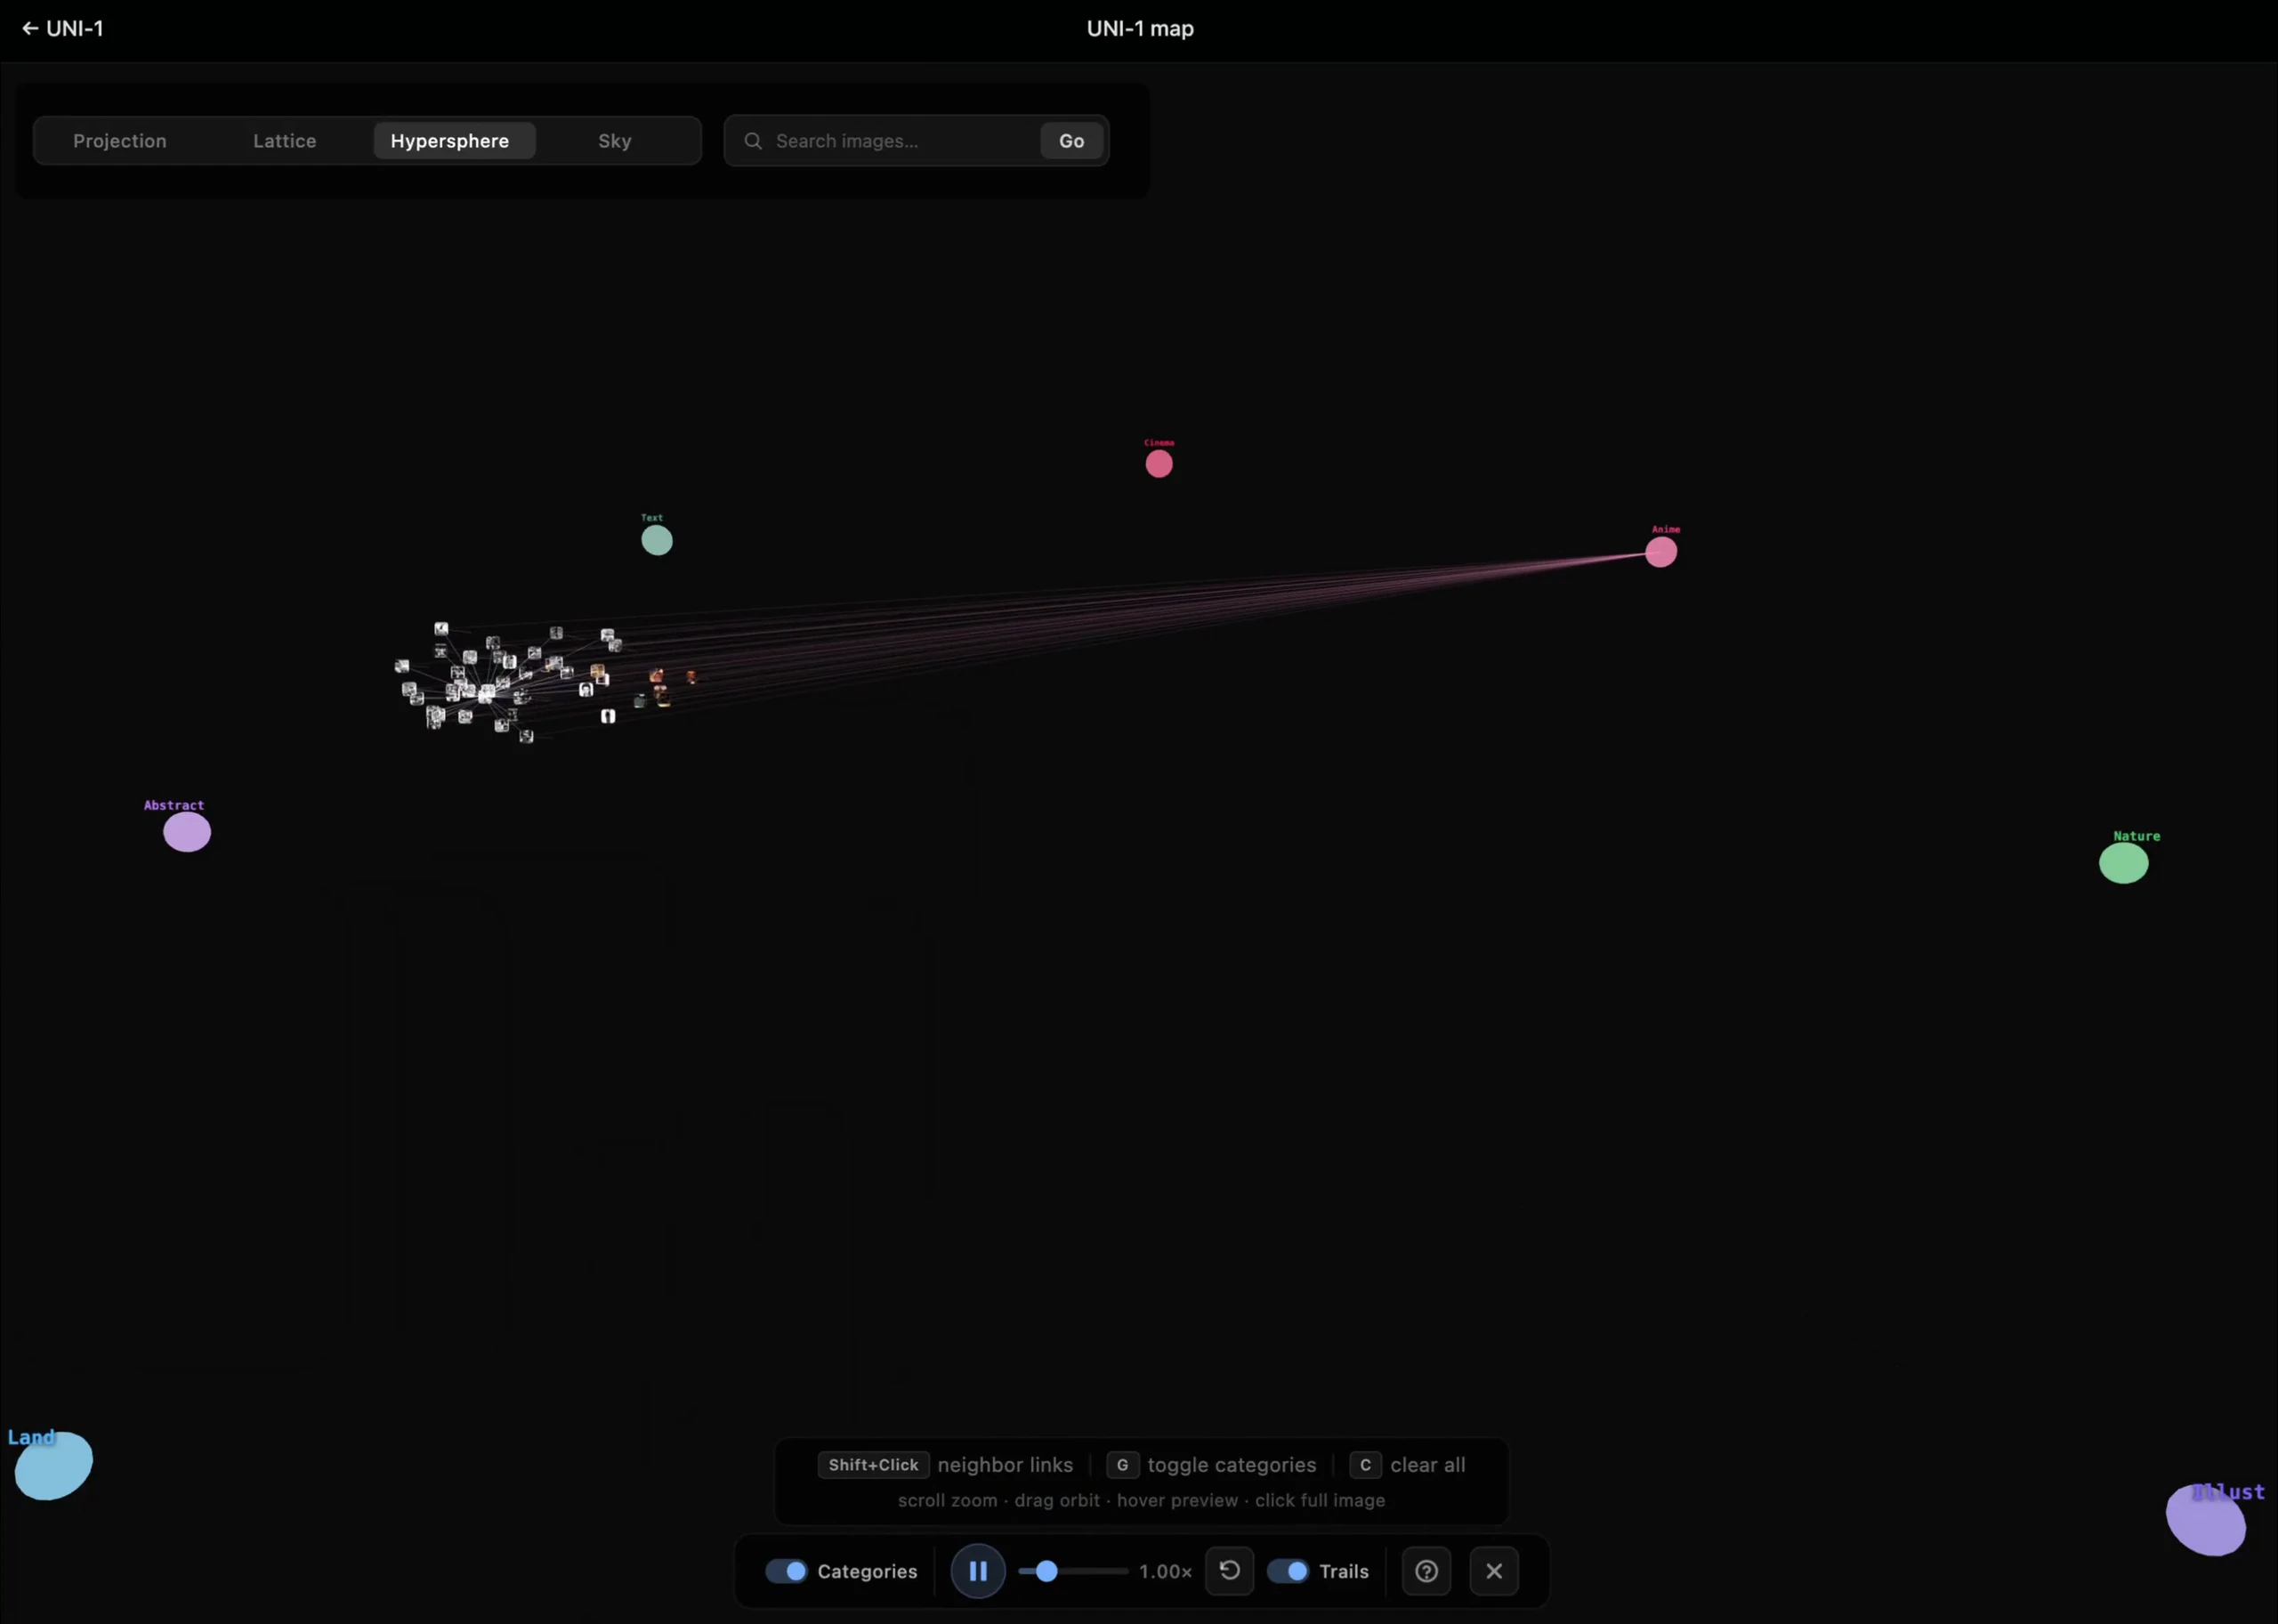 ← UNI-1
UNI-1 map
Projection
Lattice
Hypersphere
Sky
Search images...
Go
Cinema
Text
Anime
Abstract
Nature
Land
Illust
Shift+Click neighbor links
G toggle categories
C clear all
scroll zoom · drag orbit · hover preview · click full image
Categories
1.00×
Trails